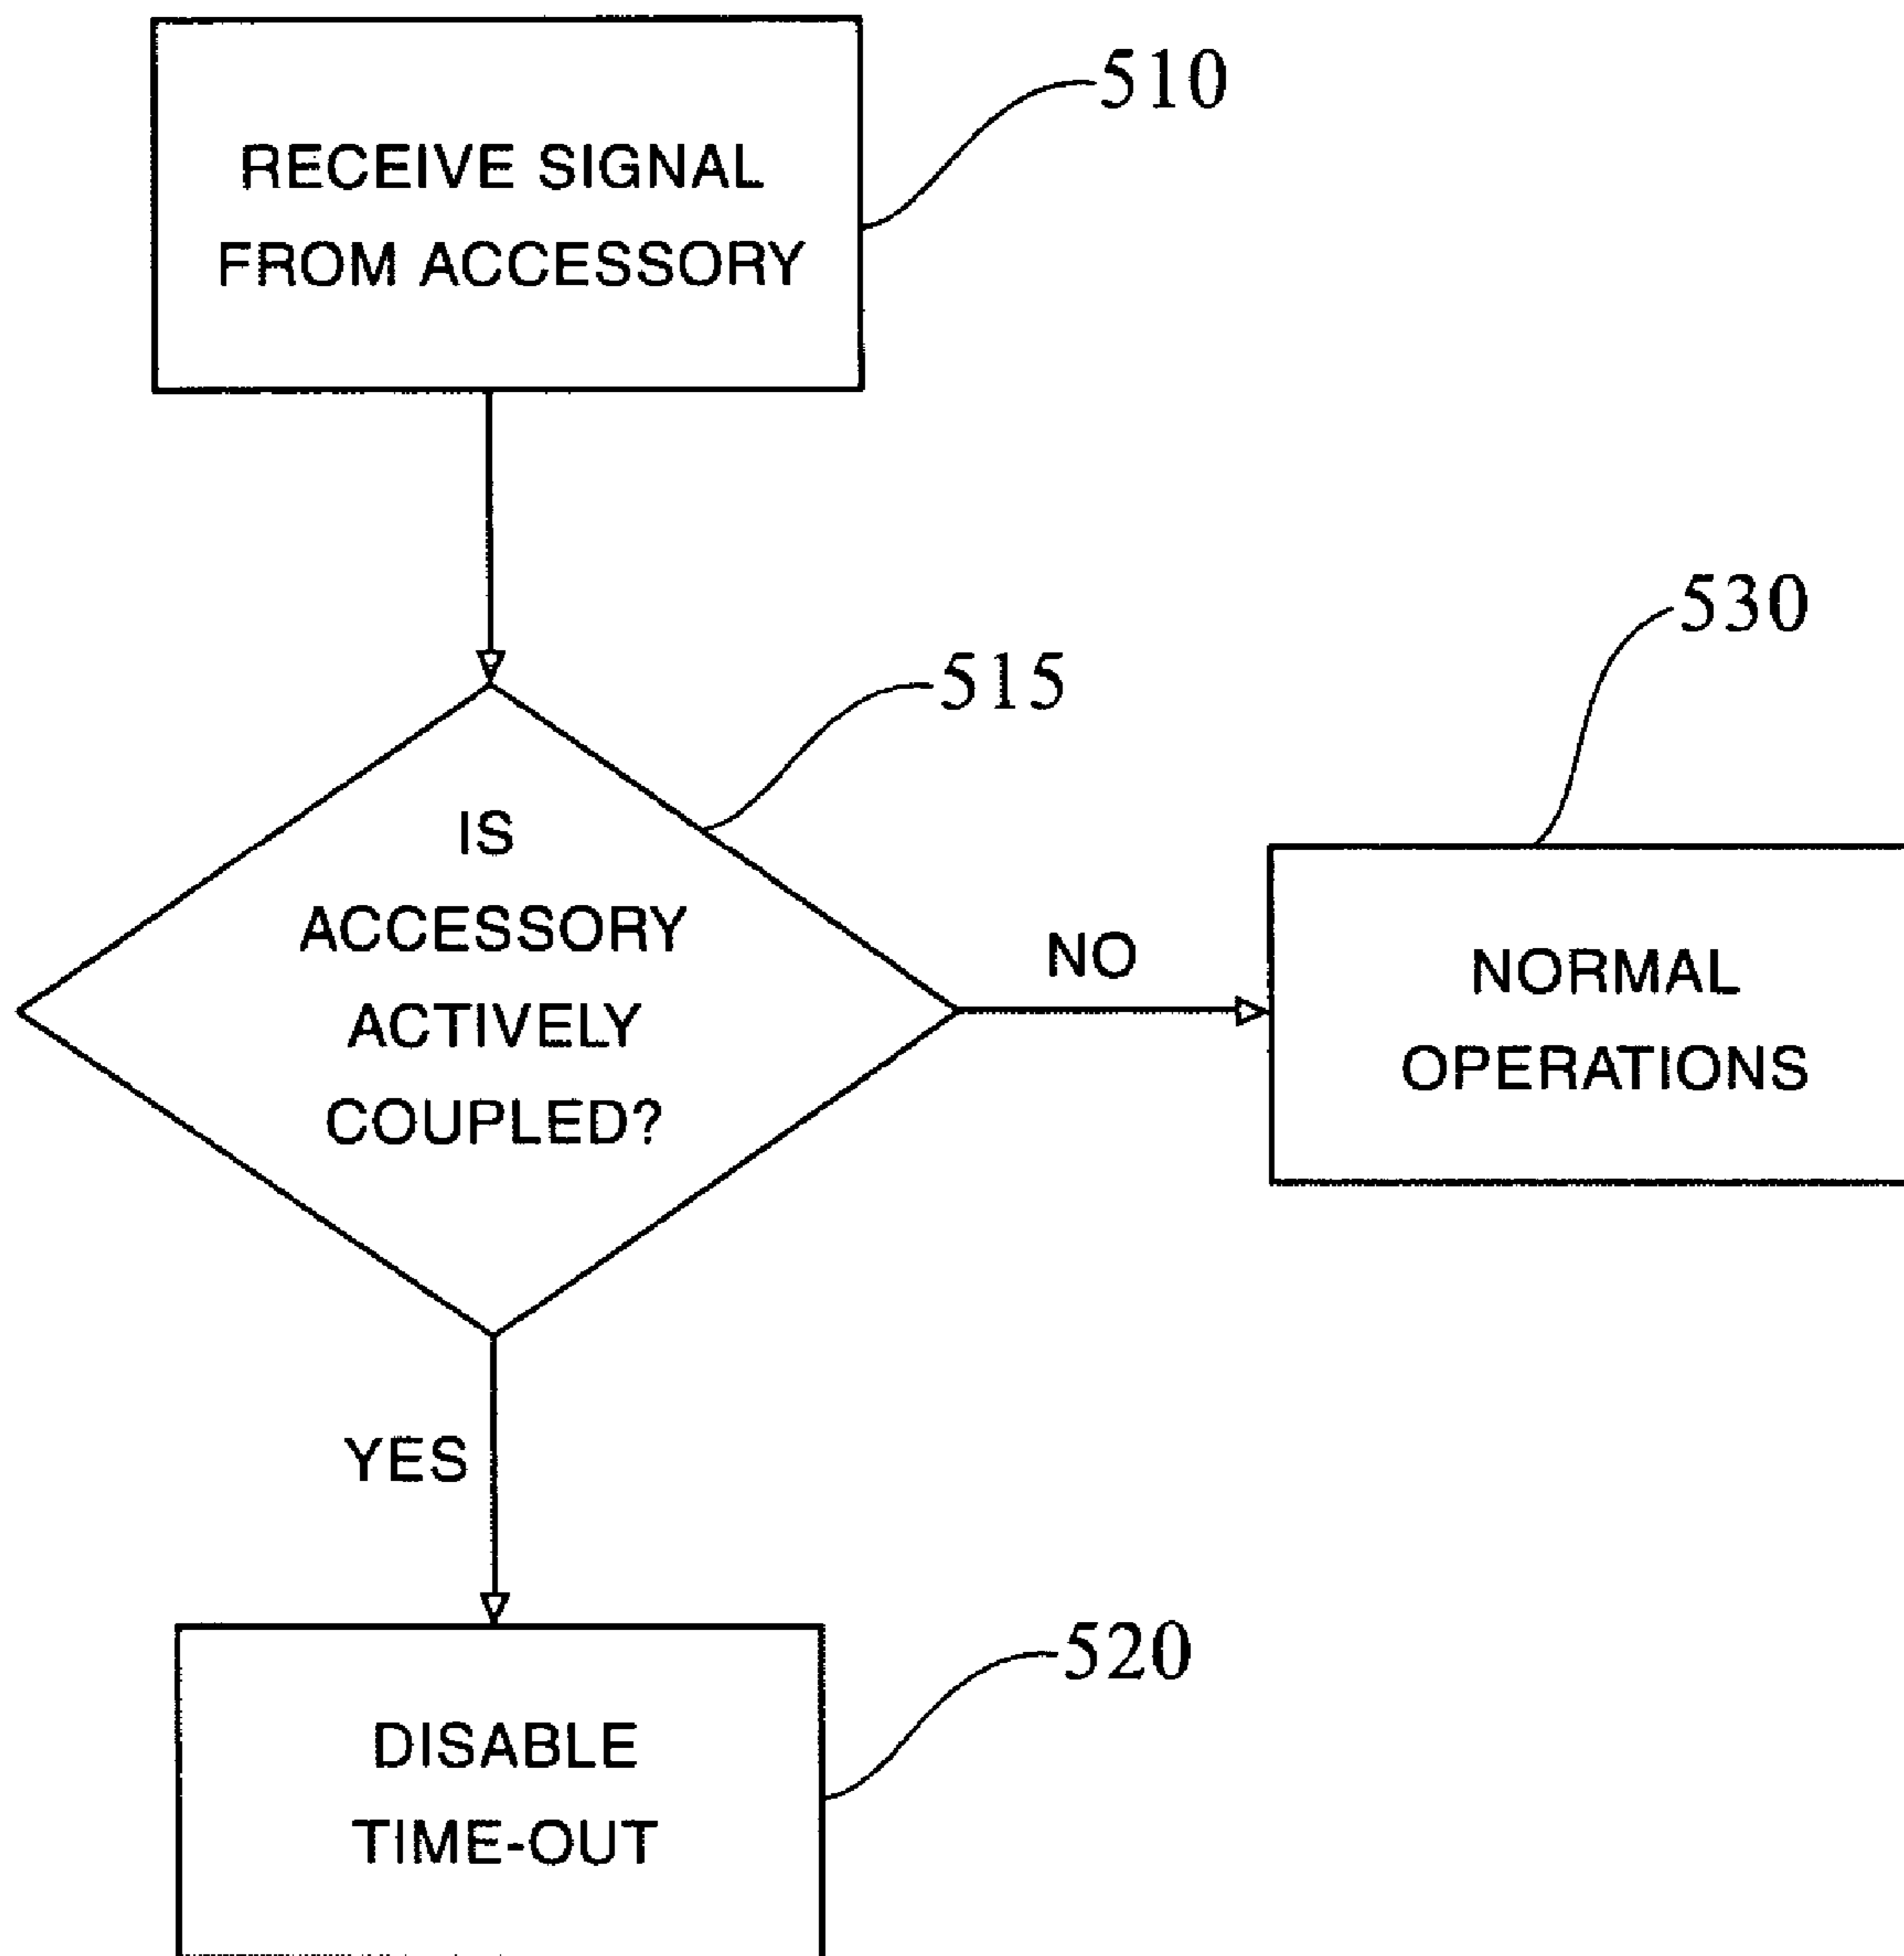 510
RECEIVE SIGNAL
FROM ACCESSORY
530
515
IS
ACCESSORY
ACTIVELY
COUPLED?
NO
NORMAL
OPERATIONS
YES
520
DISABLE
TIME-OUT